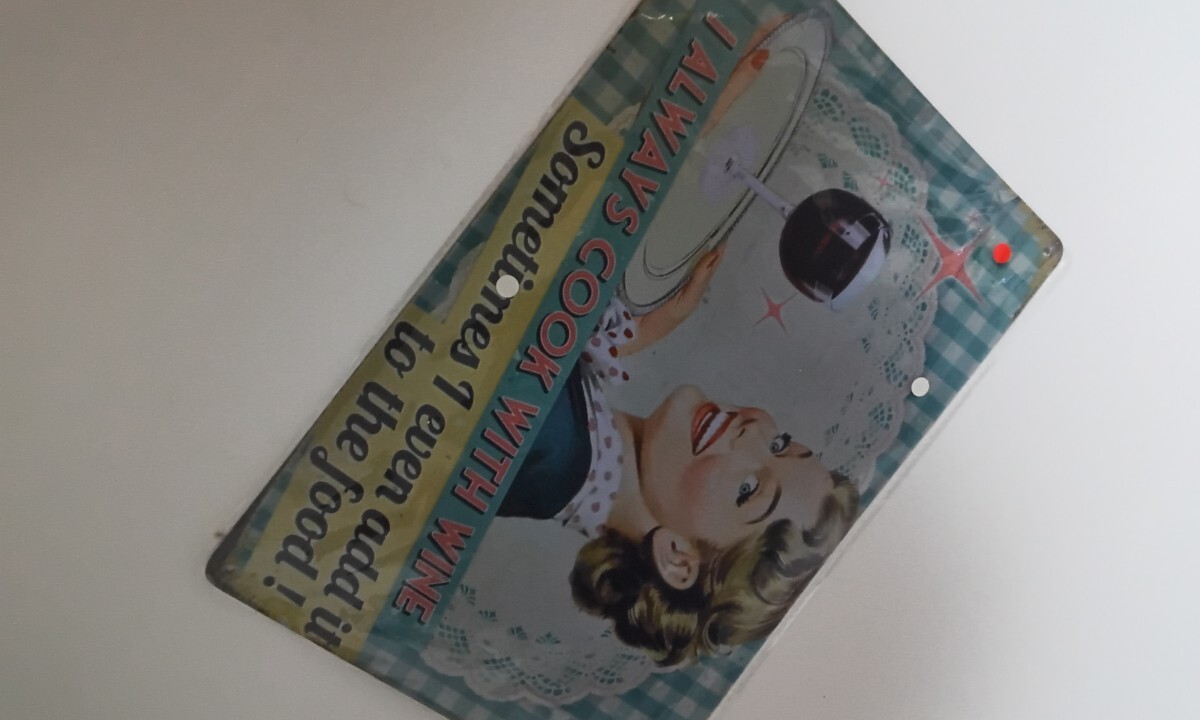 I ALWAYS COOK WITH WINE
Sometimes I even add it
to the food!